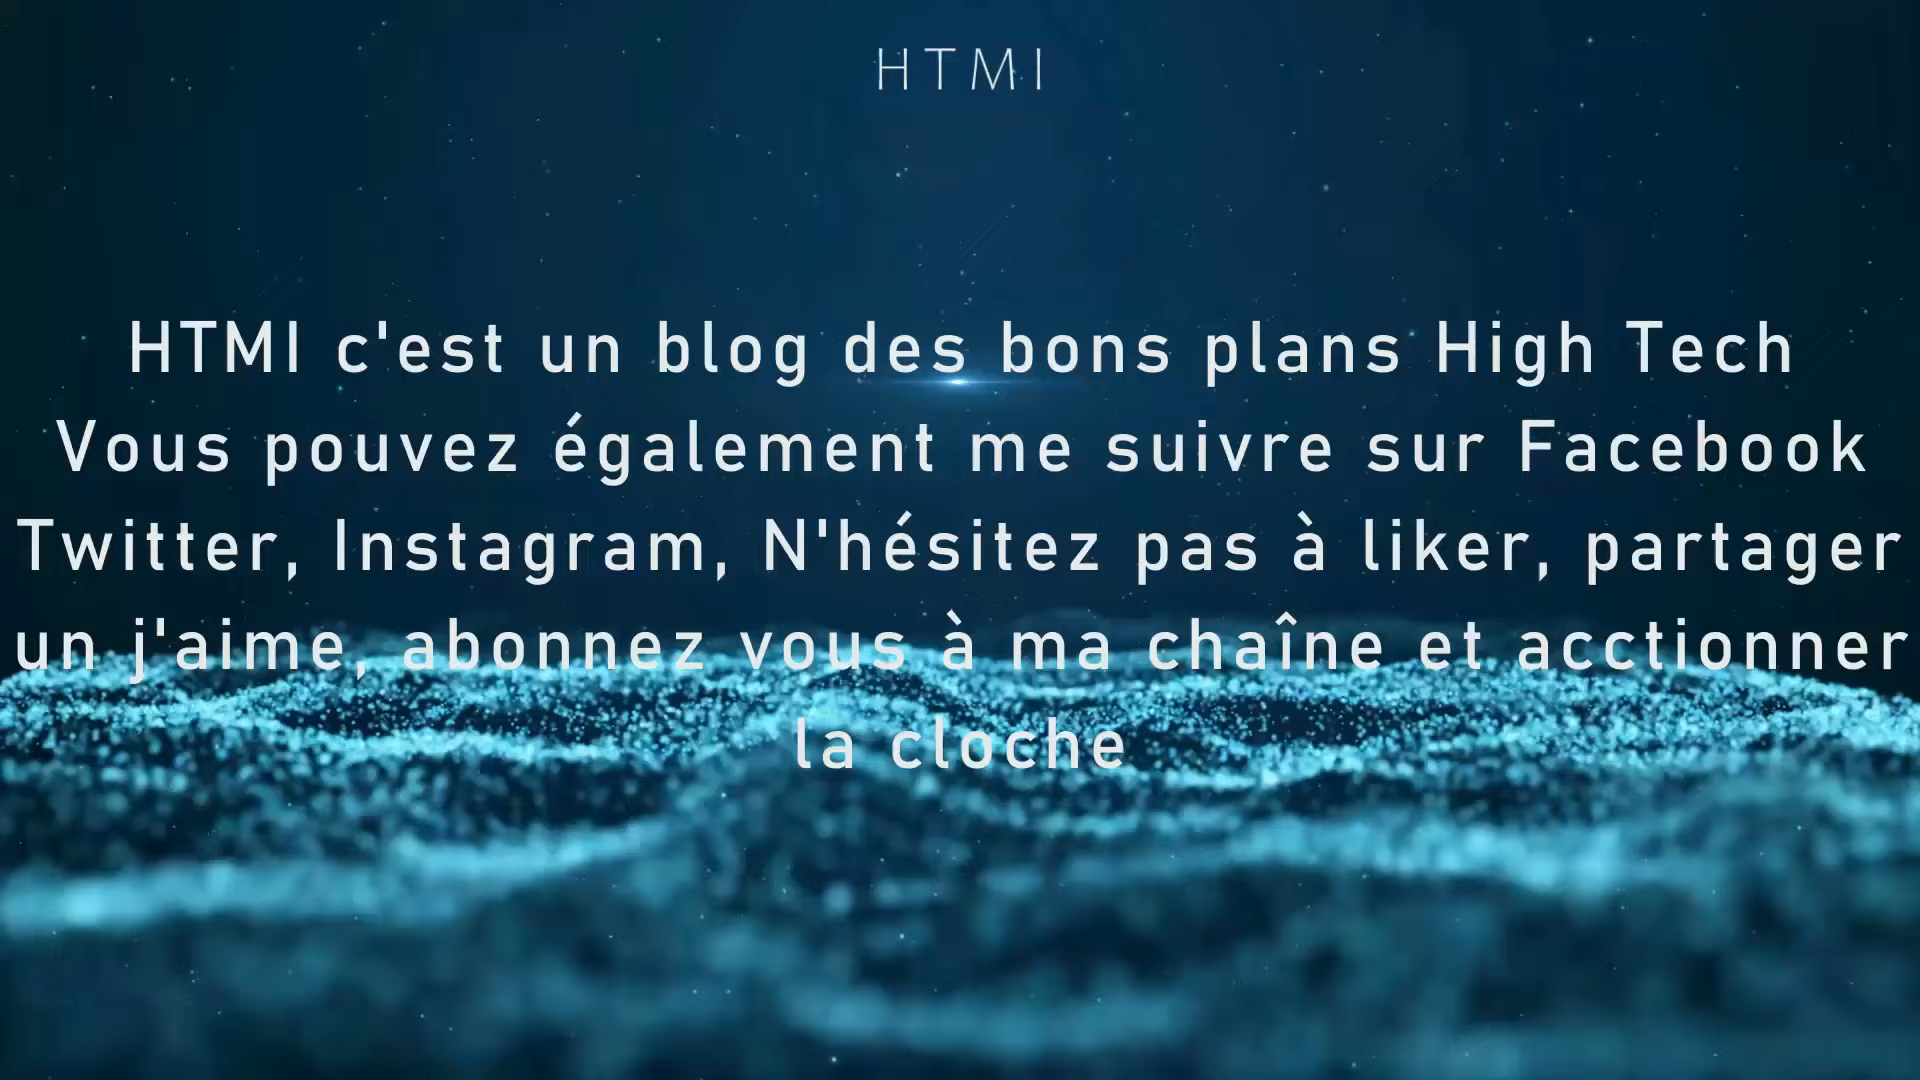 HTMI
HTMI c'est un blog des bons plans High Tech
Vous pouvez également me suivre sur Facebook
Twitter, Instagram, N'hésitez pas à liker, partager
un j'aime, abonnez vous à ma chaîne et acctionner
la cloche